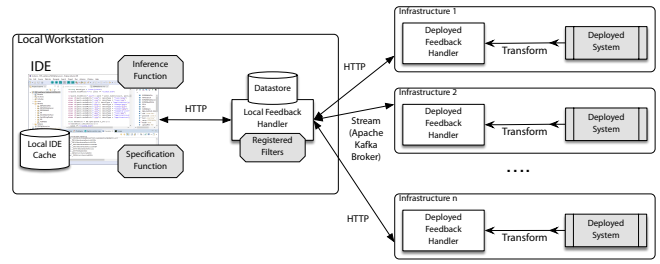 Local Workstation
IDE
Inference
Function
Local IDE
Cache
Specification
Function
HTTP
Datastore
Local Feedback
Handler
Registered
Filters
HTTP
Stream
(Apache
Kafka
Broker)
HTTP
Infrastructure 1
Deployed
Feedback
Handler
Transform
Deployed
System
Infrastructure 2
Deployed
Feedback
Handler
Transform
Deployed
System
....
Infrastructure n
Deployed
Feedback
Handler
Transform
Deployed
System